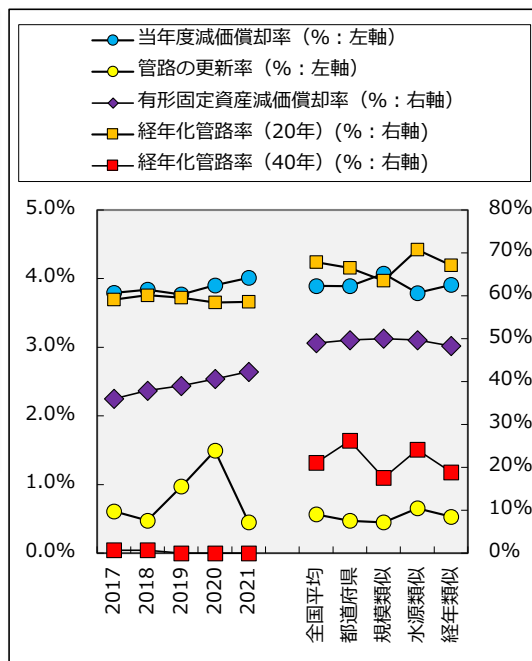 当年度減価償却率（%：左軸）
管路の更新率（%：左軸）
有形固定資産減価償却率（%：右軸）
経年化管路率（20年）(%：右軸)
経年化管路率（40年）(%：右軸)
5.0%
4.0%
3.0%
2.0%
1.0%
0.0%
80%
70%
60%
50%
40%
30%
20%
10%
0%
2017
2018
2019
2020
2021
全国平均
都道府県
規模類似
水源類似
経年類似